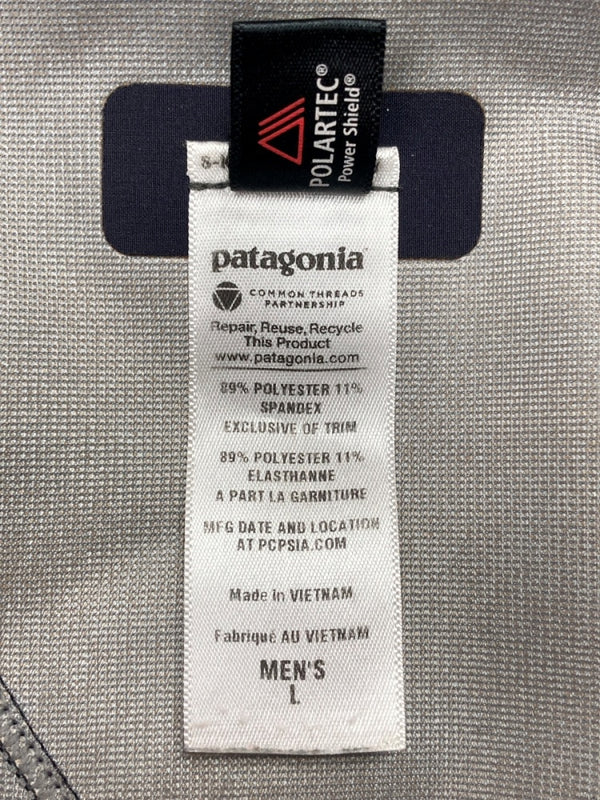 POLARTEC®
Power Shield®
patagonia
COMMON THREADS
PARTNERSHIP
Repair, Reuse, Recycle
This Product
www.patagonia.com
89% POLYESTER 11%
SPANDEX
EXCLUSIVE OF TRIM
89% POLYESTER 11%
ELASTHANNE
A PART LA GARNITURE
MFG DATE AND LOCATION
AT PCPSIA.COM
Made in VIETNAM
Fabriqué AU VIETNAM
MEN'S
L